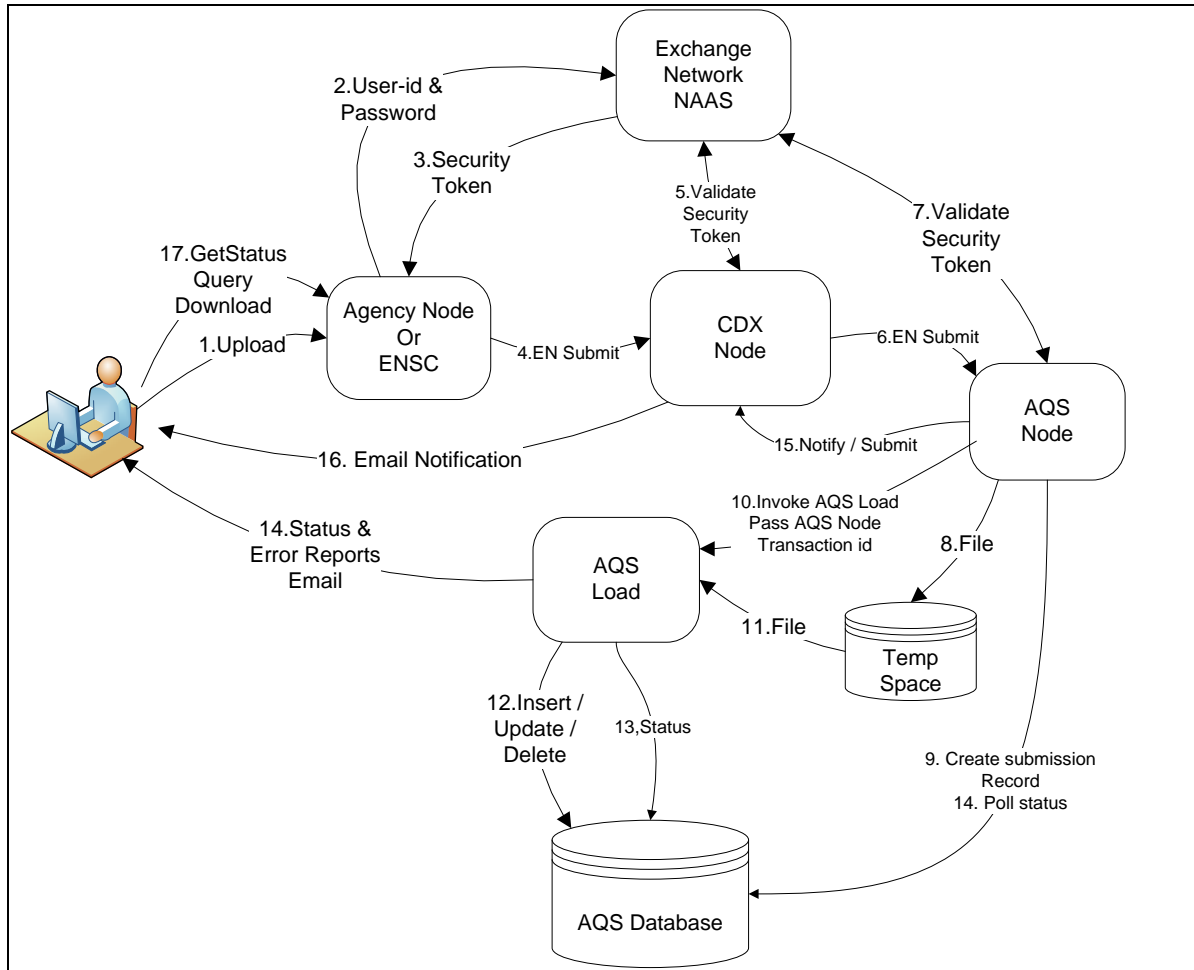 Exchange
Network
NAAS
2.User-id &
Password
3.Security
Token
5.Validate
Security
Token
7.Validate
Security
Token
17.GetStatus
Query
Download
1.Upload
Agency Node
Or
ENSC
4.EN Submit
CDX
Node
6.EN Submit
AQS
Node
15.Notify / Submit
16. Email Notification
10.Invoke AQS Load
Pass AQS Node
Transaction id
14.Status &
Error Reports
Email
AQS
Load
8.File
11.File
Temp
Space
12.Insert /
Update /
Delete
13,Status
9. Create submission
Record
14. Poll status
AQS Database